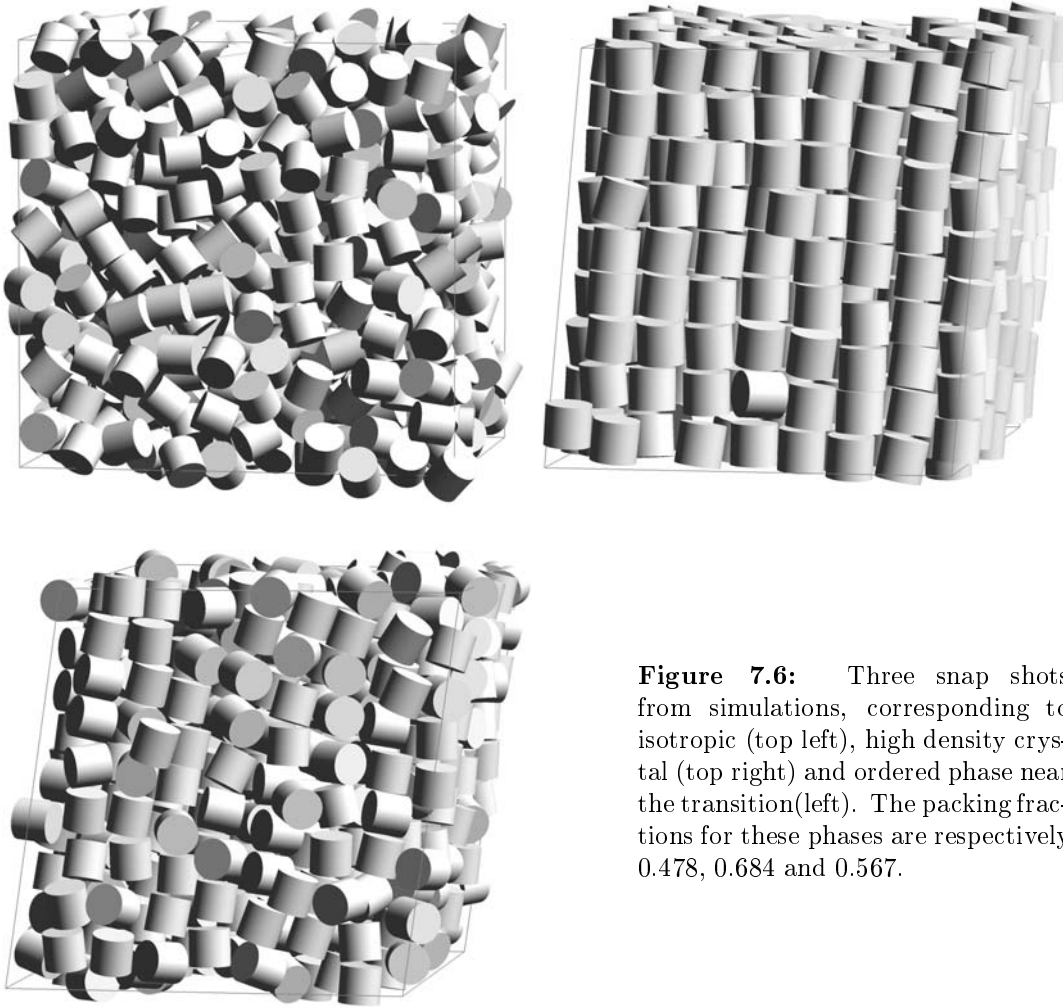 Figure 7.6: Three snap shots
from simulations, corresponding to
isotropic (top left), high density crys-
tal (top right) and ordered phase near
the transition(left). The packing frac-
tions for these phases are respectively
0.478, 0.684 and 0.567.